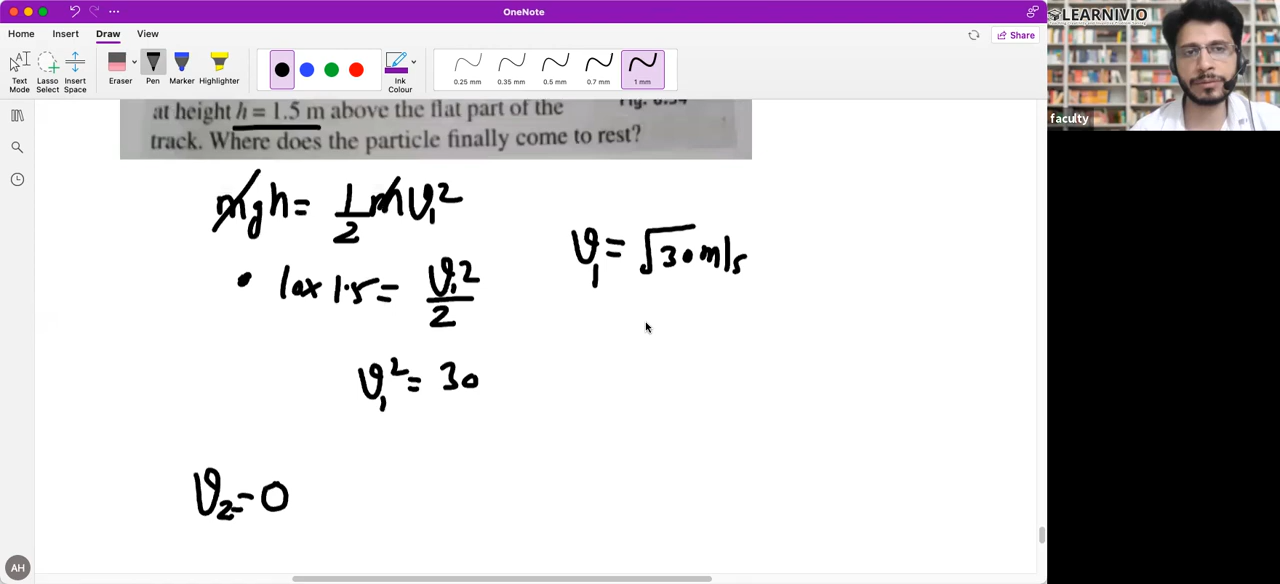 OneNote
LEARNIVIO
Home Insert Draw View
Share
Text Mode
Lasso Select
Insert Space
Eraser
Pen
Marker
Highlighter
Ink Colour
0.25 mm
0.35 mm
0.5 mm
0.7 mm
1 mm
faculty
at height h = 1.5 m above the flat part of the
track. Where does the particle finally come to rest?
mgh = 1/2 mv₁²
v₁ = √30 m/s
10x 1.5 = v₁²/2
v₁² = 30
v₂ = 0
AH